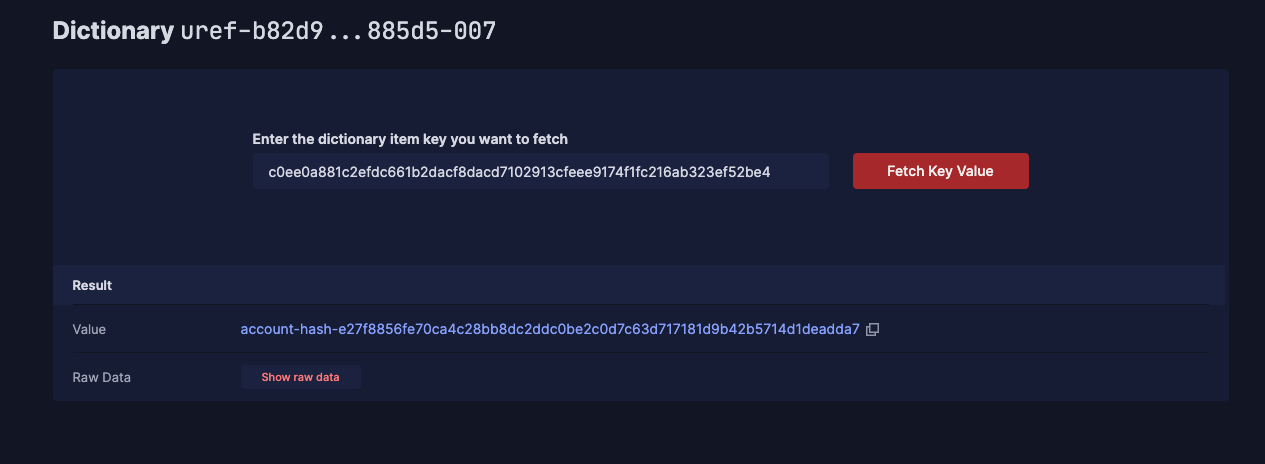 Dictionary uref-b82d9...885d5-007
Enter the dictionary item key you want to fetch
c0ee0a881c2efdc661b2dacf8dacd7102913cfeee9174f1fc216ab323ef52be4
Fetch Key Value
Result
Value account-hash-e27f8856fe70ca4c28bb8dc2ddc0be2c0d7c63d717181d9b42b5714d1deadda7
Raw Data Show raw data